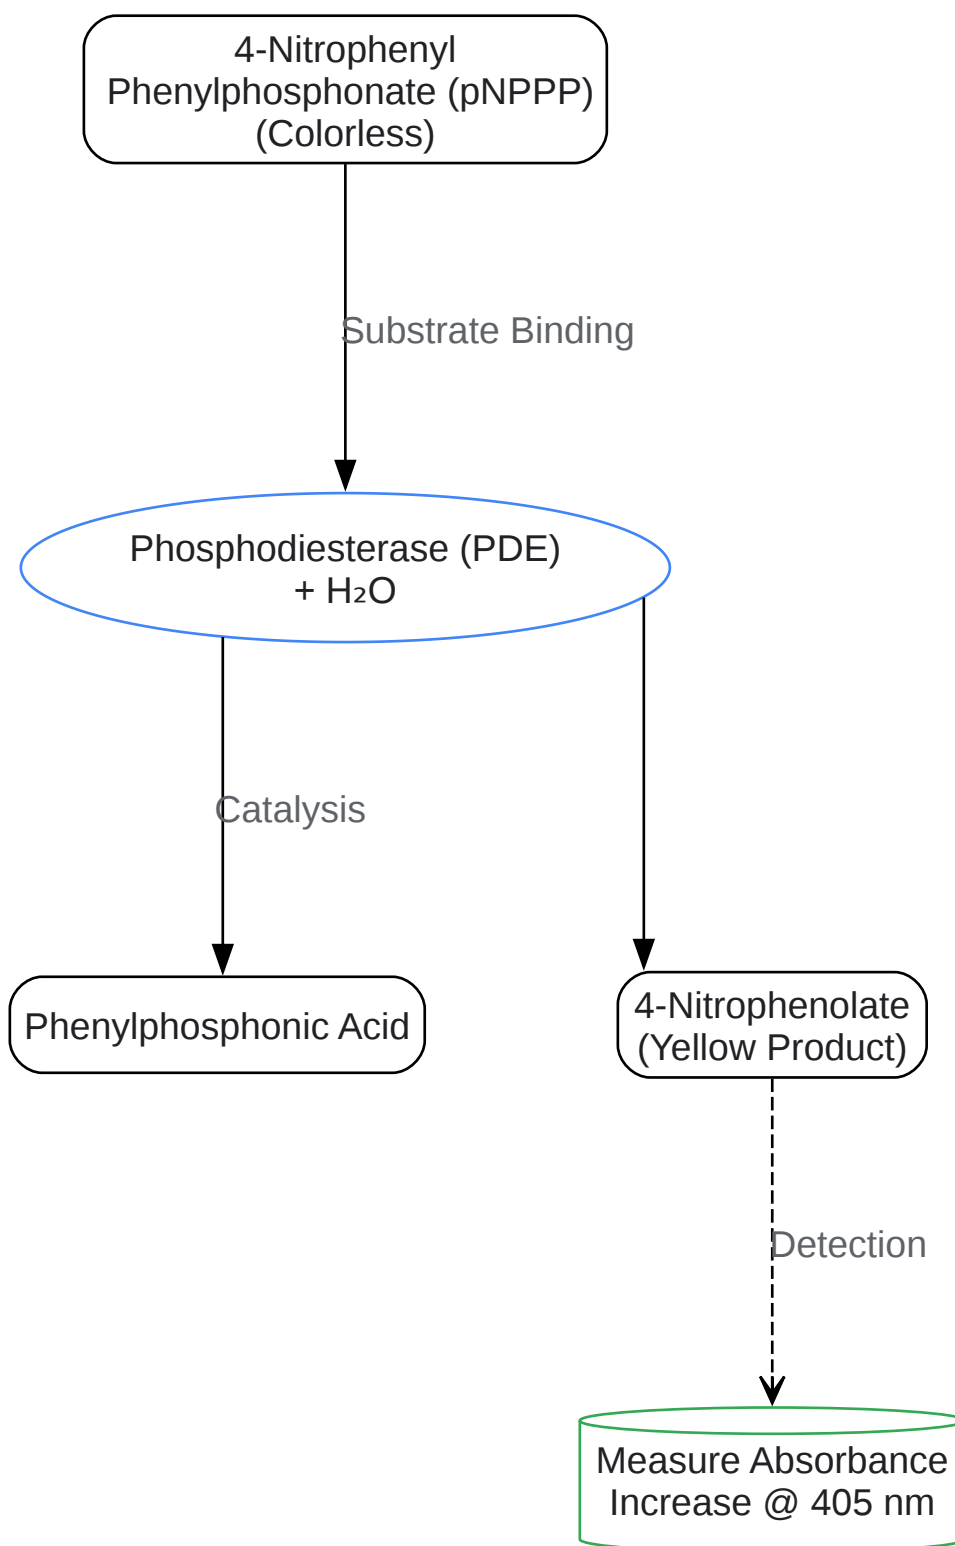 4-Nitrophenyl
Phenylphosphonate (pNPPP)
(Colorless)
Substrate Binding
Phosphodiesterase (PDE)
+ H₂O
Catalysis
Phenylphosphonic Acid
4-Nitrophenolate
(Yellow Product)
Detection
Measure Absorbance
Increase @ 405 nm